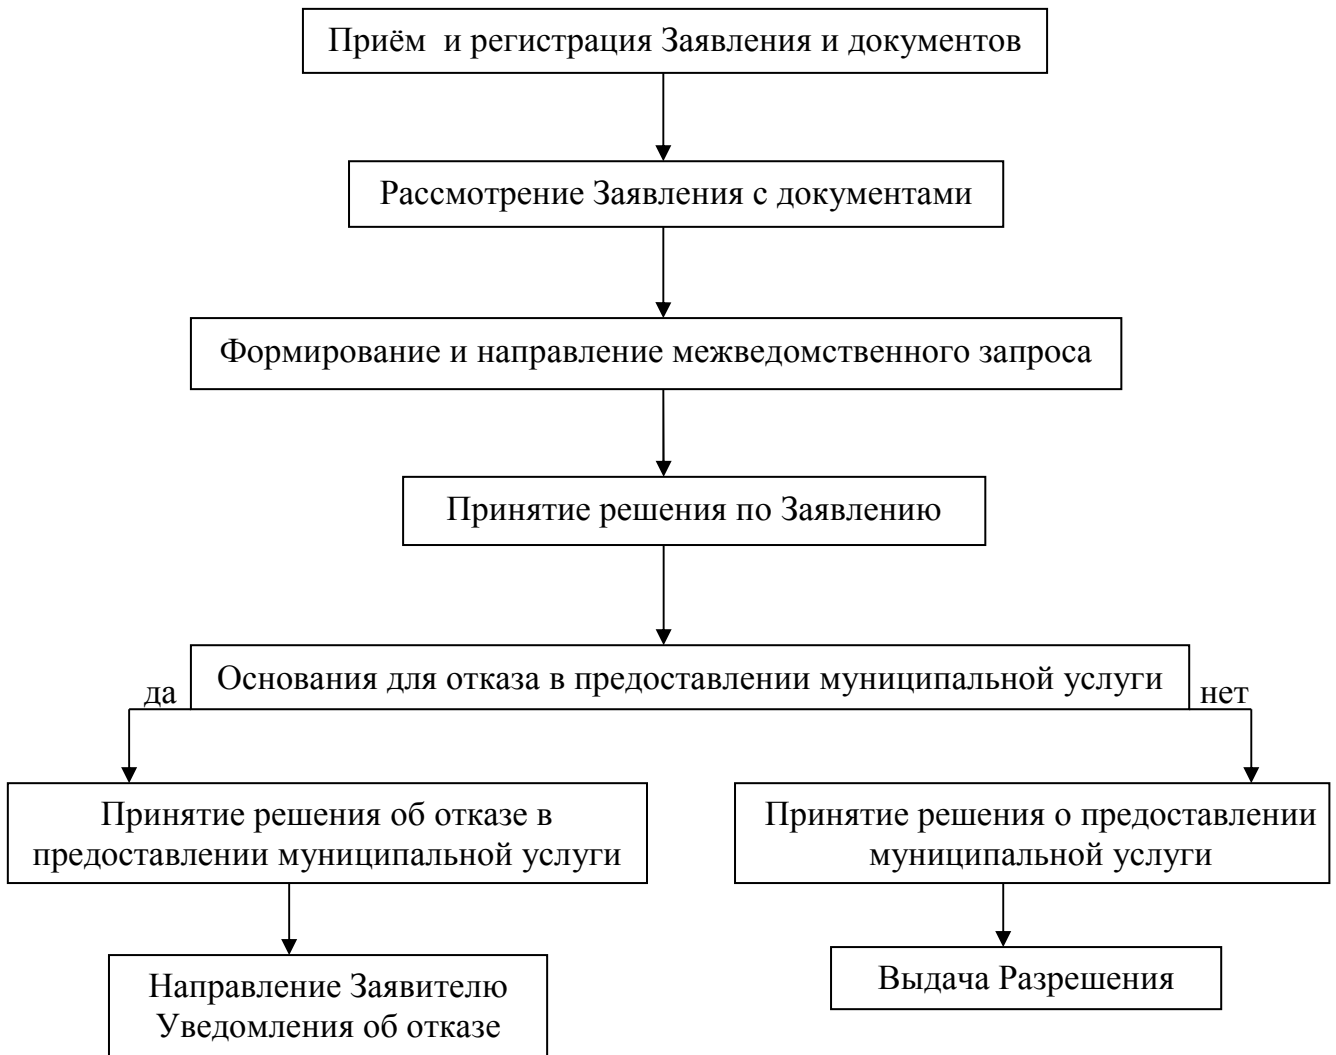 Приём  и регистрация Заявления и документов
Рассмотрение Заявления с документами
Формирование и направление межведомственного запроса
Принятие решения по Заявлению
Основания для отказа в предоставлении муниципальной услуги
да
нет
Принятие решения об отказе в
предоставлении муниципальной услуги
Принятие решения о предоставлении
муниципальной услуги
Направление Заявителю
Уведомления об отказе
Выдача Разрешения